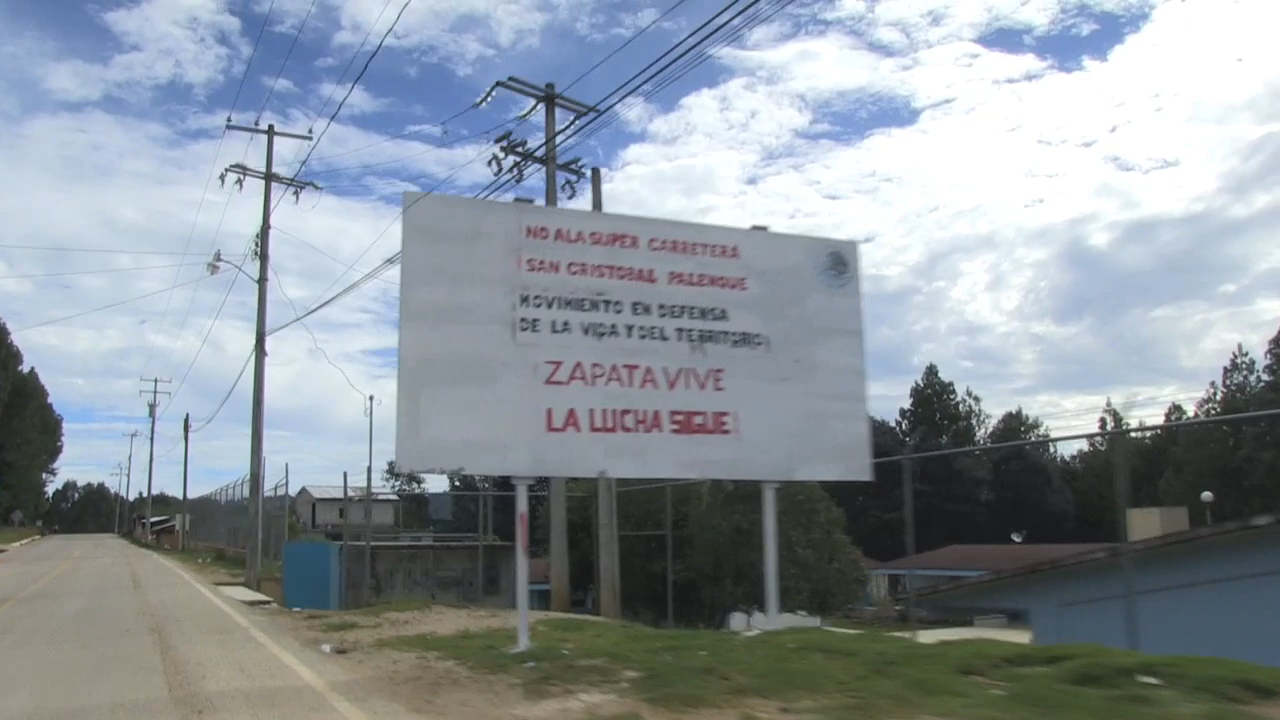 NO A LA SUPER CARRETERA
SAN CRISTOBAL PALENQUE
MOVIMIENTO EN DEFENSA
DE LA VIDA Y DEL TERRITORIO
ZAPATA VIVE
LA LUCHA SIGUE